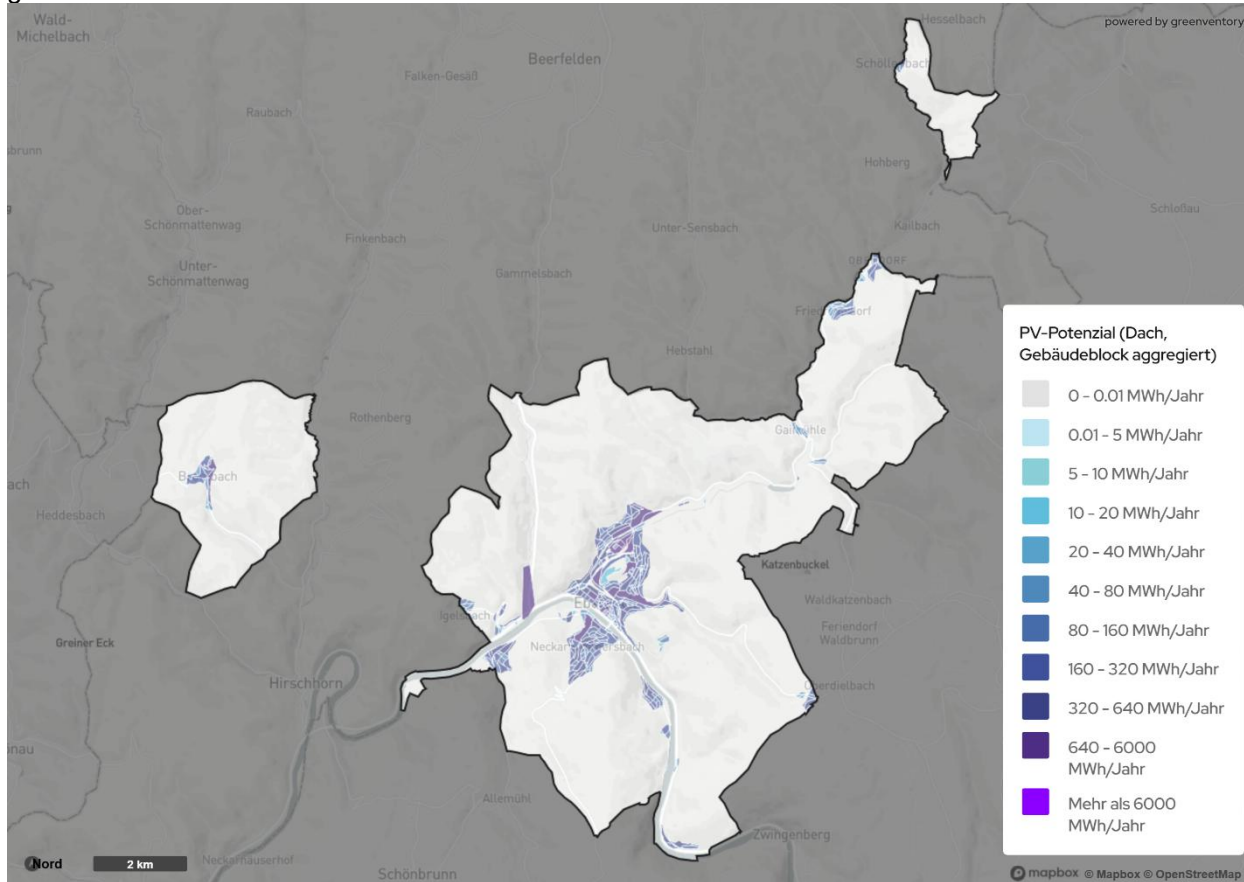 Wald-
Michelbach
Hesselbach
powered by greenventory
Beerfelden
Falken-Gesäß
Schöllenbach
Raubach
Hohberg
Ober-
Schönmattenwag
Schloßau
Unter-Sensbach
Kailbach
Finkenbach
Unter-
Schönmattenwag
Gammelsbach
PV-Potenzial (Dach,
Gebäudeblock aggregiert)
0 - 0.01 MWh/Jahr
0.01 - 5 MWh/Jahr
5 - 10 MWh/Jahr
10 - 20 MWh/Jahr
20 - 40 MWh/Jahr
40 - 80 MWh/Jahr
80 - 160 MWh/Jahr
160 - 320 MWh/Jahr
320 - 640 MWh/Jahr
640 - 6000
MWh/Jahr
Mehr als 6000
MWh/Jahr
Hebstahl
Rothenberg
Gaimühle
Heddesbach
Katzenbuckel
Waldkatzenbach
Igelsbach
Feriendorf
Waldbrunn
Greiner Eck
Hirschhorn
Oberdielbach
Allemühl
Zwingenberg
Neckarhäuserhof
Schönbrunn
Nord
2 km
mapbox © Mapbox © OpenStreetMap